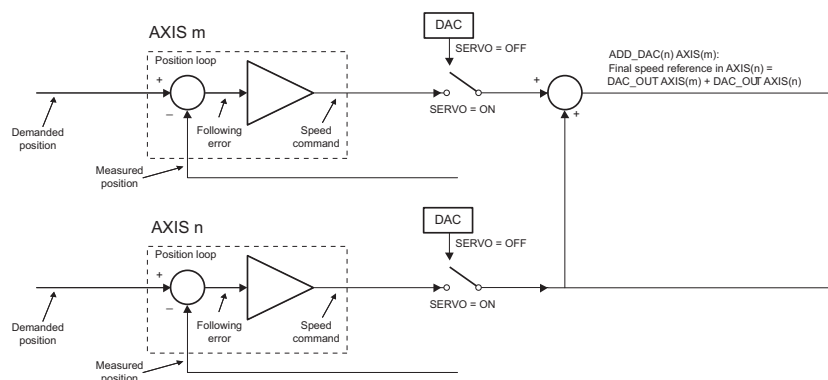 AXIS m
Position loop
+
–
Demanded
position
Following
error
Speed
command
Measured
position
DAC
SERVO = OFF
SERVO = ON
+
+
ADD_DAC(n) AXIS(m):
Final speed reference in AXIS(n) =
DAC_OUT AXIS(m) + DAC_OUT AXIS(n)
AXIS n
Position loop
+
–
Demanded
position
Following
error
Speed
command
Measured
position
DAC
SERVO = OFF
SERVO = ON